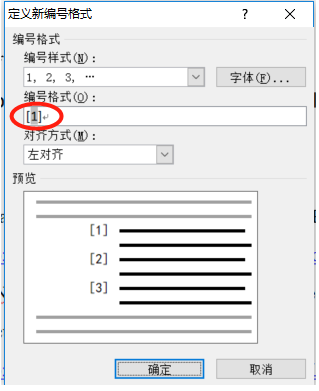 定义新编号格式
编号格式
编号样式(N):
1, 2, 3, …
字体(F)...
编号格式(O):
[1]↵
对齐方式(M):
左对齐
预览
[1]
[2]
[3]
确定
取消